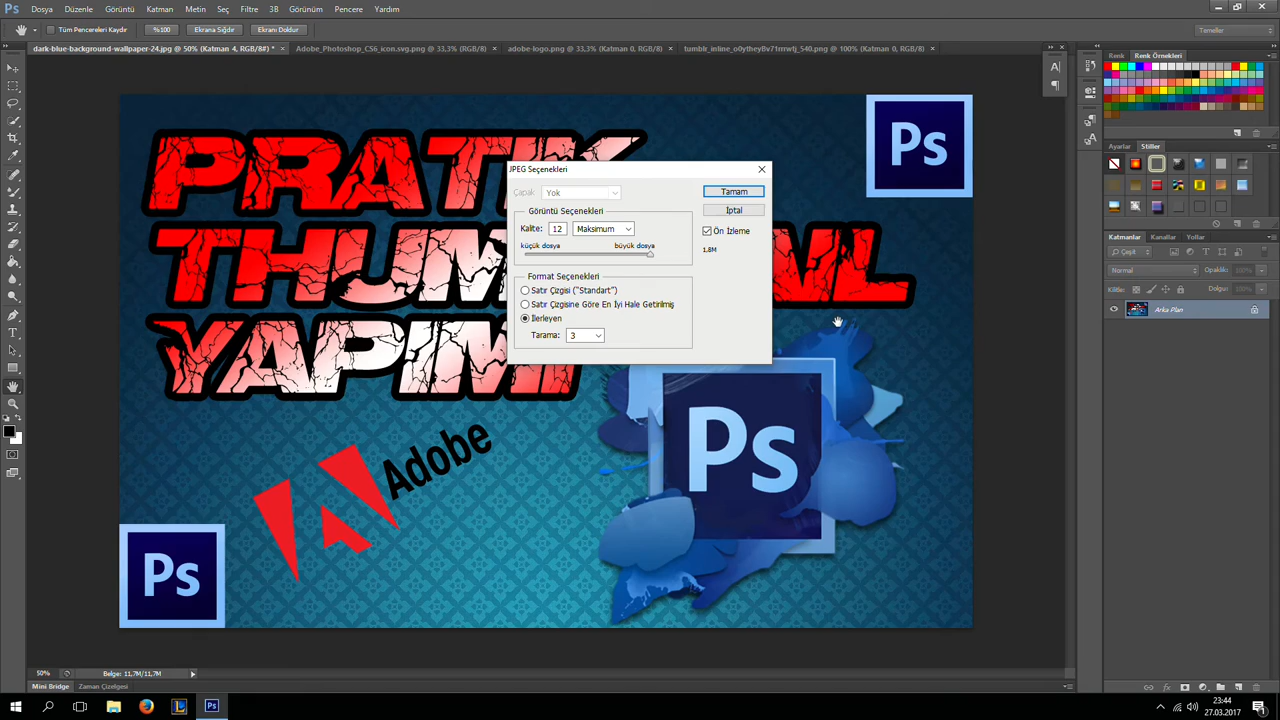 Ps Dosya Düzenle Görüntü Katman Metin Seç Filtre 3B Görünüm Pencere Yardım
Tüm Pencereleri Kaydır %100 Ekrana Sığdır Ekranı Doldur Temeller
dark-blue-background-wallpaper-24.jpg @ 50% (Katman 4, RGB/8#) * × Adobe_Photoshop_CS6_icon.svg.png @ 33,3% (RGB/8) × adobe-logo.png @ 33,3% (Katman 0, RGB/8) × tumblr_inline_o0ytheyBv71rrwtj_540.png @ 100% (Katman 0, RGB/8) ×
Renk Renk Örnekleri
PRATIK
Ps
JPEG Seçenekleri
Çapak: Yok
Tamam
İptal
Görüntü Seçenekleri
Kalite: 12 Maksimum
Ön İzleme
küçük dosya büyük dosya
1,8M
Format Seçenekleri
Satır Çizgisi ("Standart")
Satır Çizgisine Göre En İyi Hale Getirilmiş
İlerleyen
Tarama: 3
YAPIMI
Adobe
Ps
Ps
Ayarlar Stiller
Katmanlar Kanallar Yollar
Çeşit
Normal Opaklık: 100%
Kilitle: Dolgu: 100%
Arka Plan
50% Belge: 11,7M/11,7M
Mini Bridge Zaman Çizelgesi
Ps
23:44
27.03.2017